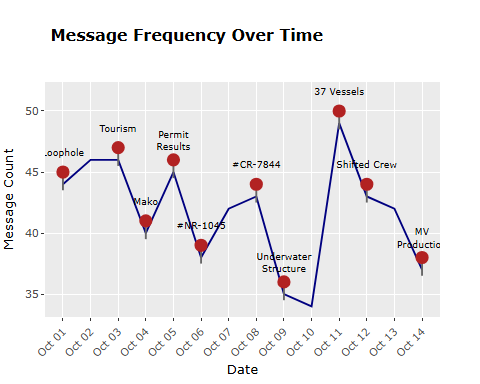 Message Frequency Over Time
37 Vessels
Tourism
Permit
Results
Loophole
#CR-7844
Shifted Crew
Mako
#NR-1045
MV
Productio
Underwater
Structure
50
45
40
35
Message Count
Oct 01
Oct 02
Oct 03
Oct 04
Oct 05
Oct 06
Oct 07
Oct 08
Oct 09
Oct 10
Oct 11
Oct 12
Oct 13
Oct 14
Date